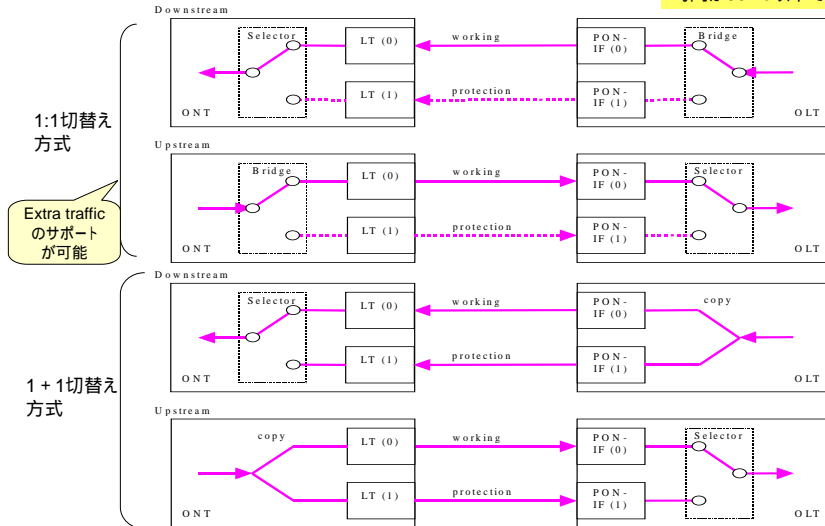 Downstream
Selector
LT (0)
working
PON-
IF (0)
Bridge
LT (1)
protection
PON-
IF (1)
ONT
OLT
1:1切替え
方式
Upstream
Bridge
LT (0)
working
PON-
IF (0)
Selector
LT (1)
protection
PON-
IF (1)
ONT
OLT
Extra traffic
のサポート
が可能
Downstream
Selector
LT (0)
working
PON-
IF (0)
copy
LT (1)
protection
PON-
IF (1)
ONT
OLT
1 + 1切替え
方式
Upstream
copy
LT (0)
working
PON-
IF (0)
Selector
LT (1)
protection
PON-
IF (1)
ONT
OLT